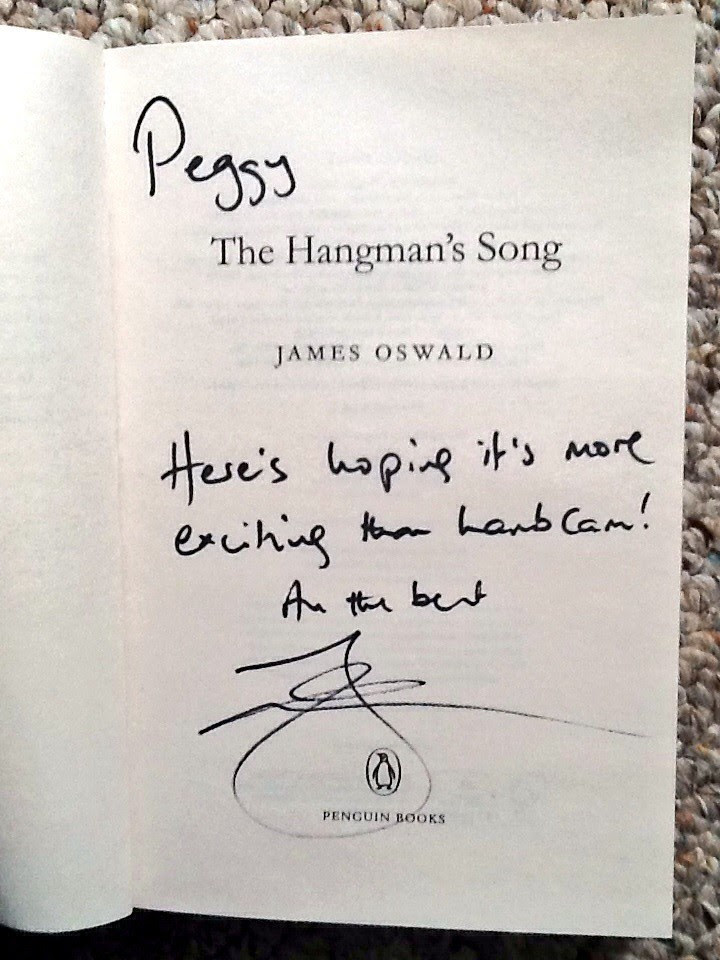 Peggy
The Hangman's Song
JAMES OSWALD
Here's hoping it's more
exciting than Lamb Cam!
All the best
PENGUIN BOOKS